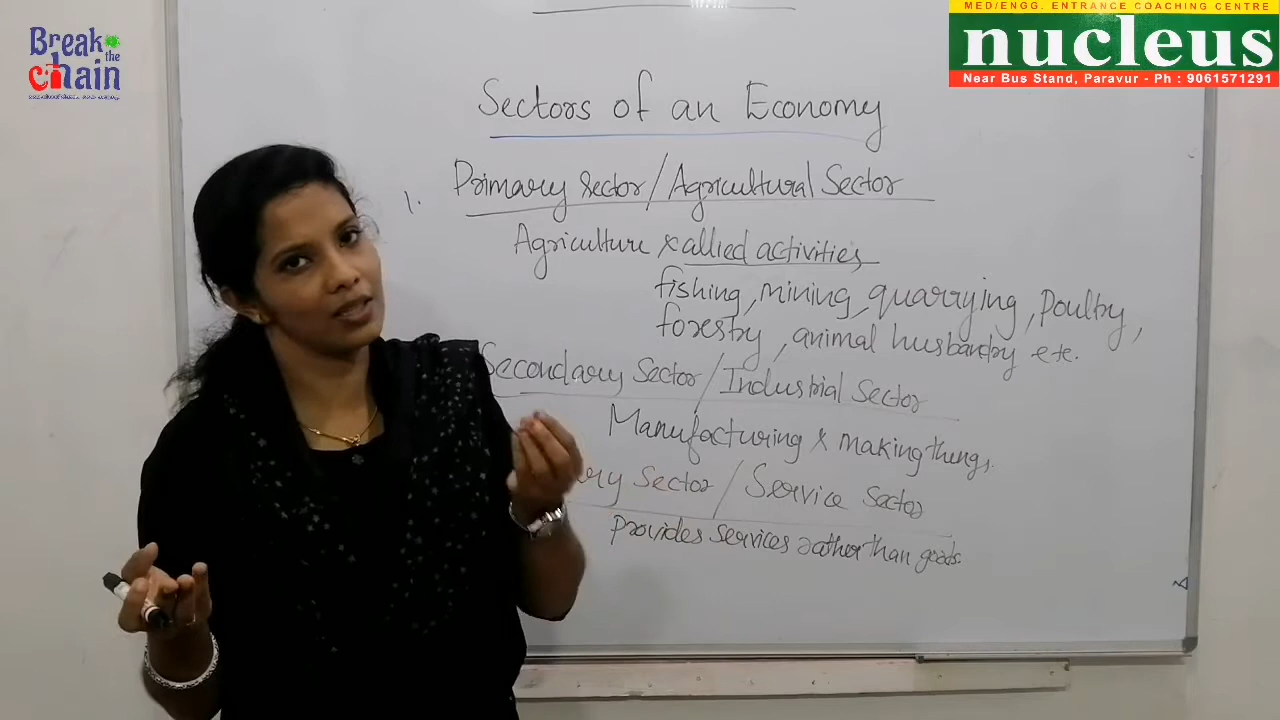 Break
the
chain
MED/ENGG. ENTRANCE COACHING CENTRE
nucleus
Near Bus Stand, Paravur - Ph : 9061571291
Sectors of an Economy
1. Primary Sector / Agricultural Sector
Agriculture & allied activities
fishing, mining, quarrying, Poultry,
forestry, animal husbandry etc.
Secondary Sector / Industrial Sector
Manufacturing & making things.
ry Sector / Service Sector
Provides services rather than goods.